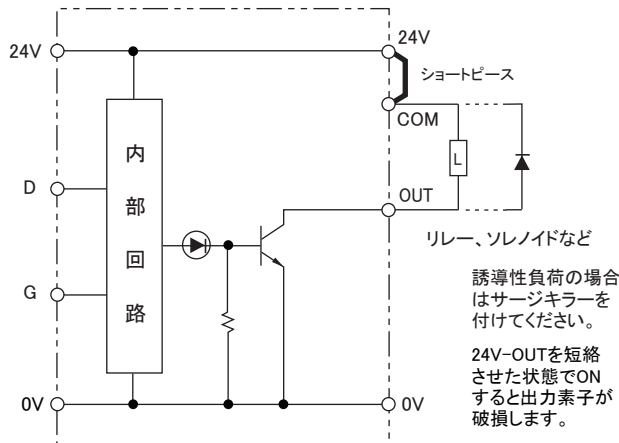 24V
24V
ショートピース
COM
内部回路
L
D
OUT
リレー、ソレノイドなど
G
誘導性負荷の場合
はサージキラーを
付けてください。
24V-OUTを短絡
させた状態でON
すると出力素子が
破損します。
0V
0V